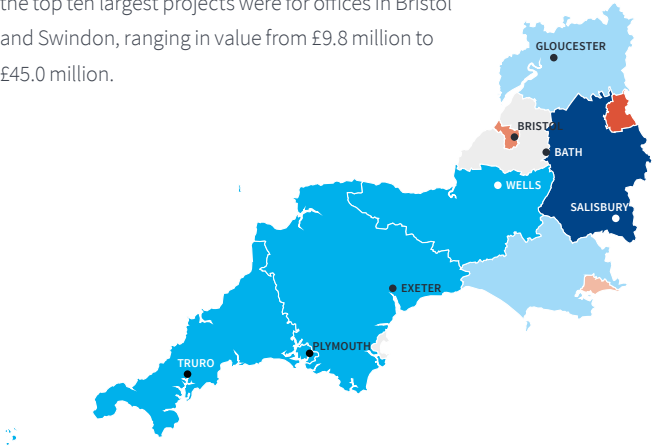 the top ten largest projects were for offices in Bristol
and Swindon, ranging in value from £9.8 million to
£45.0 million.
GLOUCESTER
BRISTOL
BATH
WELLS
SALISBURY
EXETER
PLYMOUTH
TRURO